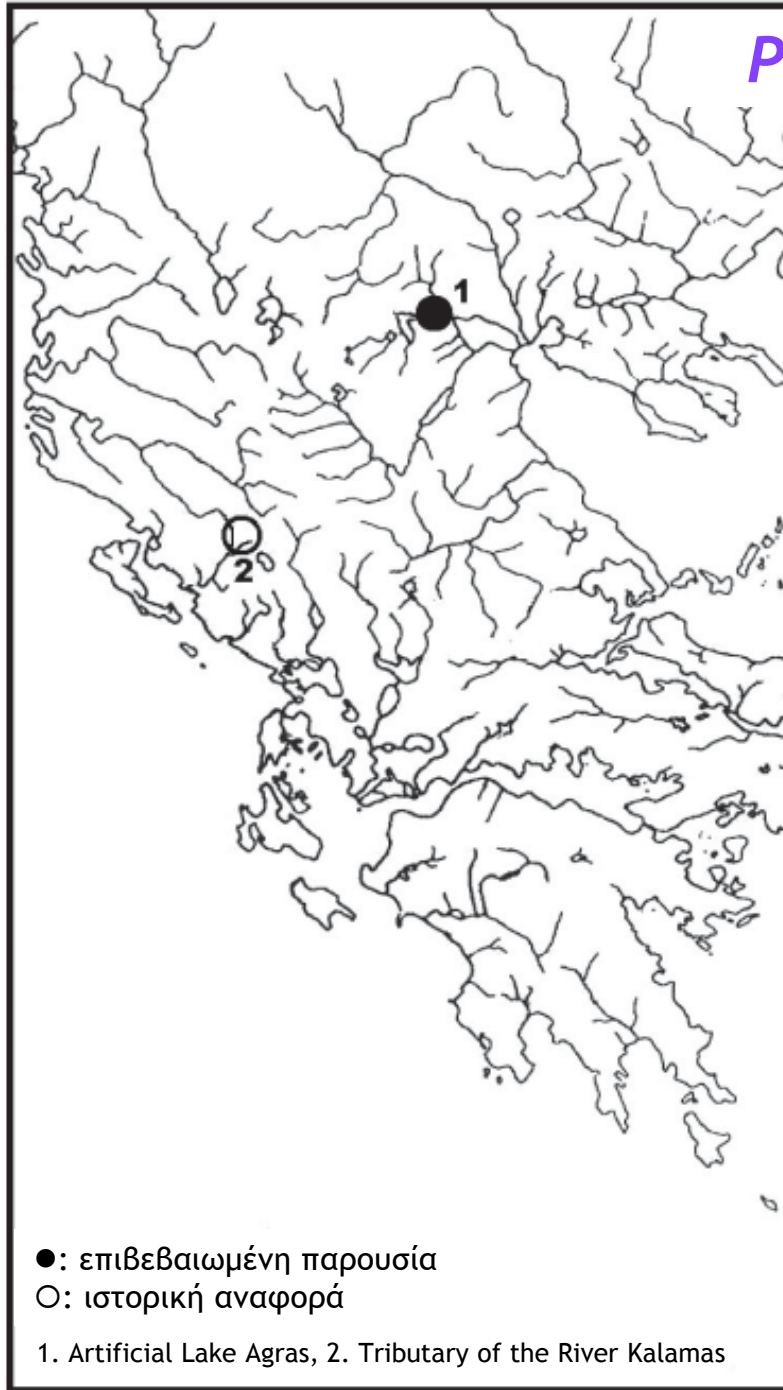 P
1
2
●: επιβεβαιωμένη παρουσία
○: ιστορική αναφορά
1. Artificial Lake Agras, 2. Tributary of the River Kalamas